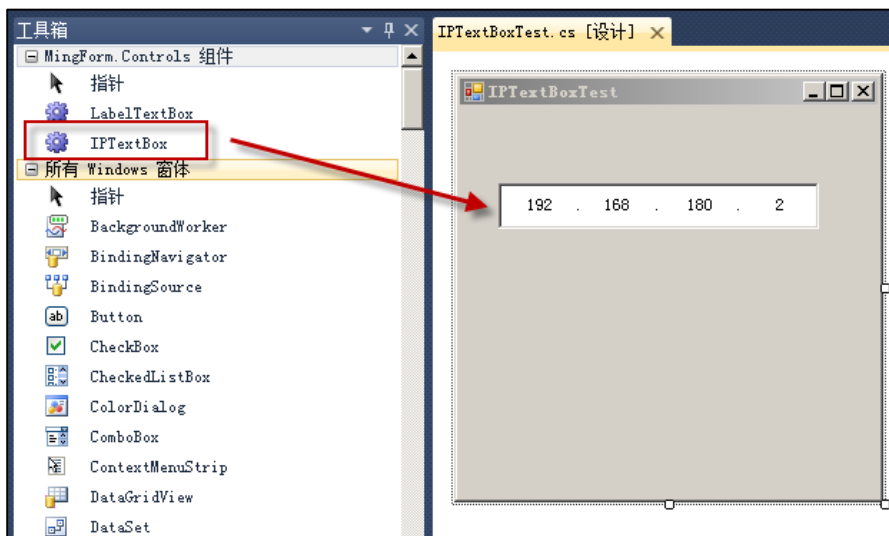 工具箱
MingForm.Controls 组件
指针
LabelTextBox
IPTextBox
所有 Windows 窗体
指针
BackgroundWorker
BindingNavigator
BindingSource
Button
CheckBox
CheckedListBox
ColorDialog
ComboBox
ContextMenuStrip
DataGridView
DataSet
IPTextBoxTest.cs [设计]
IPTextBoxTest
192 . 168 . 180 . 2